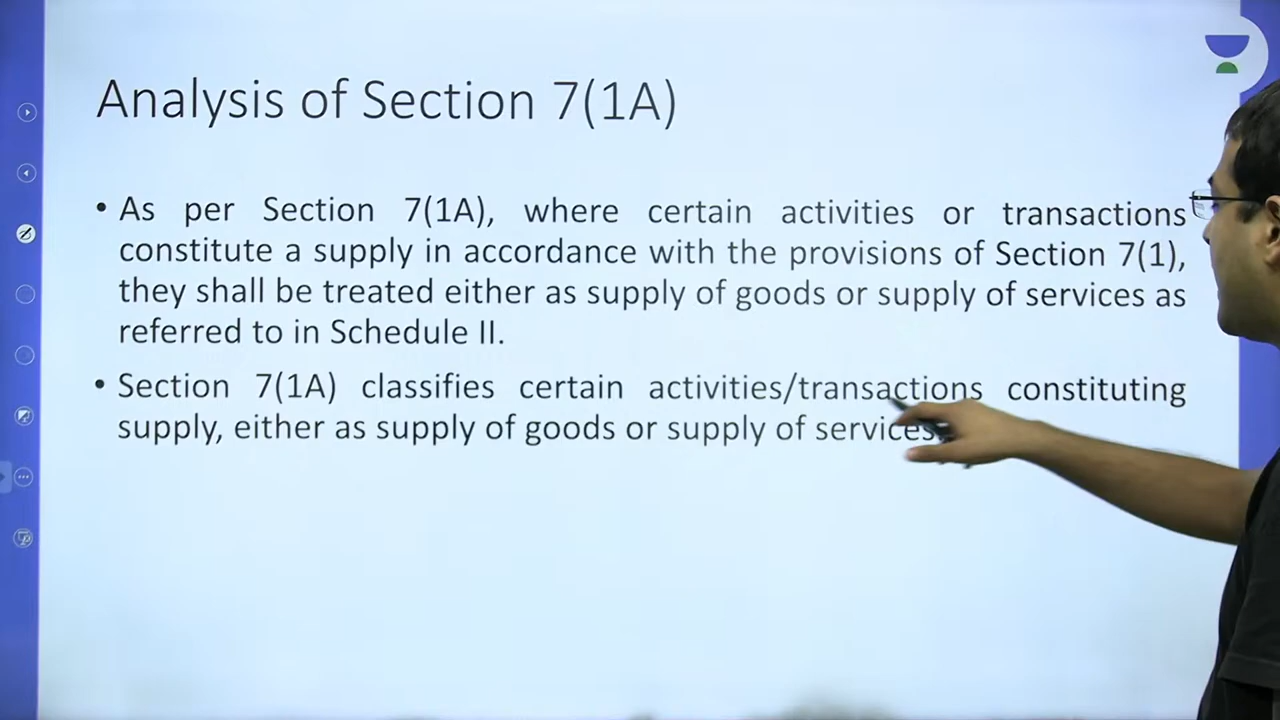 Analysis of Section 7(1A)
• As per Section 7(1A), where certain activities or transactions
constitute a supply in accordance with the provisions of Section 7(1),
they shall be treated either as supply of goods or supply of services as
referred to in Schedule II.
• Section 7(1A) classifies certain activities/transactions constituting
supply, either as supply of goods or supply of services